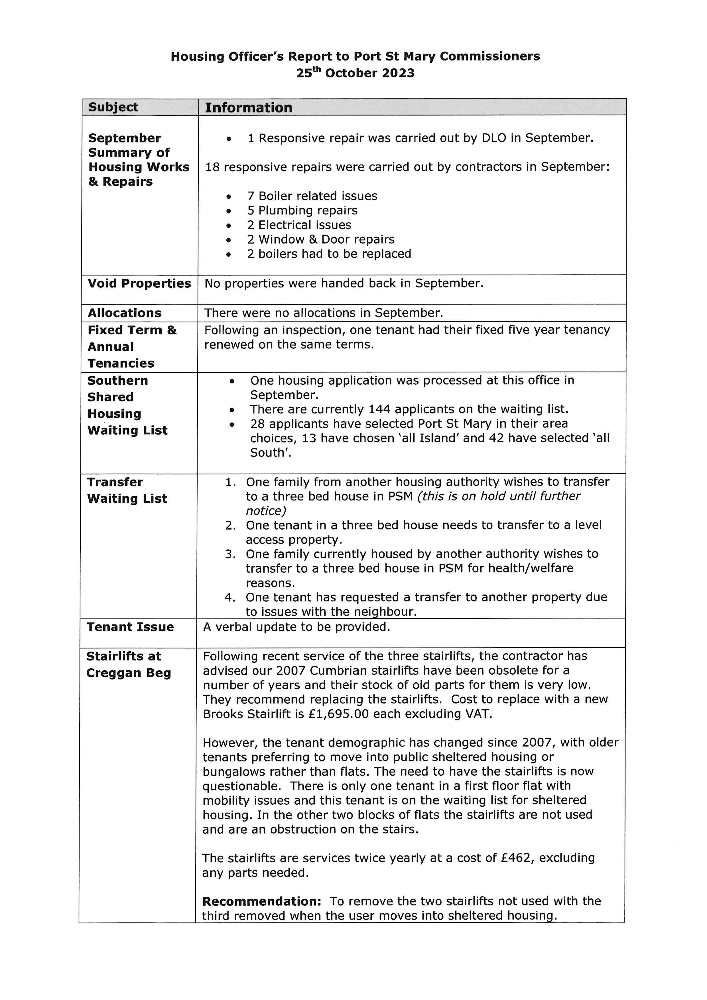 Housing Officer's Report to Port St Mary Commissioners
25th October 2023
Subject
Information
September
Summary of
Housing Works
& Repairs
• 1 Responsive repair was carried out by DLO in September.
18 responsive repairs were carried out by contractors in September:
• 7 Boiler related issues
• 5 Plumbing repairs
• 2 Electrical issues
• 2 Window & Door repairs
• 2 boilers had to be replaced
Void Properties
No properties were handed back in September.
Allocations
There were no allocations in September.
Fixed Term &
Annual
Tenancies
Following an inspection, one tenant had their fixed five year tenancy
renewed on the same terms.
Southern
Shared
Housing
Waiting List
• One housing application was processed at this office in
September.
• There are currently 144 applicants on the waiting list.
• 28 applicants have selected Port St Mary in their area
choices, 13 have chosen 'all Island' and 42 have selected 'all
South'.
Transfer
Waiting List
1. One family from another housing authority wishes to transfer
to a three bed house in PSM (this is on hold until further
notice)
2. One tenant in a three bed house needs to transfer to a level
access property.
3. One family currently housed by another authority wishes to
transfer to a three bed house in PSM for health/welfare
reasons.
4. One tenant has requested a transfer to another property due
to issues with the neighbour.
Tenant Issue
A verbal update to be provided.
Stairlifts at
Creggan Beg
Following recent service of the three stairlifts, the contractor has
advised our 2007 Cumbrian stairlifts have been obsolete for a
number of years and their stock of old parts for them is very low.
They recommend replacing the stairlifts.  Cost to replace with a new
Brooks Stairlift is £1,695.00 each excluding VAT.
However, the tenant demographic has changed since 2007, with older
tenants preferring to move into public sheltered housing or
bungalows rather than flats. The need to have the stairlifts is now
questionable.  There is only one tenant in a first floor flat with
mobility issues and this tenant is on the waiting list for sheltered
housing. In the other two blocks of flats the stairlifts are not used
and are an obstruction on the stairs.
The stairlifts are services twice yearly at a cost of £462, excluding
any parts needed.
Recommendation:  To remove the two stairlifts not used with the
third removed when the user moves into sheltered housing.